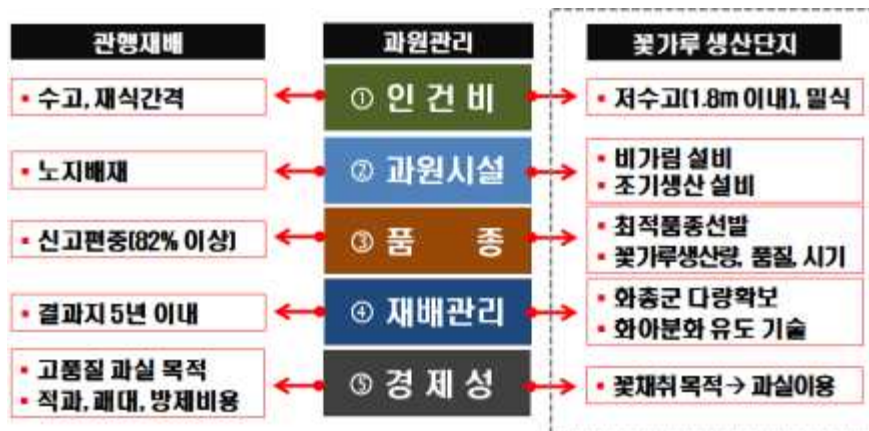 관행재배 과원관리 꽃가루 생산단지
• 수고, 재식간격 ① 인 건 비 • 저수고(1.8m 이내), 밀식
• 노지배재 ② 과원시설 • 비가림 설비
• 조기생산 설비
• 신고편중(82% 이상) ③ 품 종 • 최적품종선발
• 꽃가루생산량, 품질, 시기
• 결과지 5년 이내 ④ 재배관리 • 화총군 다량확보
• 화아분화 유도 기술
• 고품질 과실 목적
• 적과, 괘대, 방제비용 ⑤ 경 제 성 • 꽃채취 목적 → 과실이용